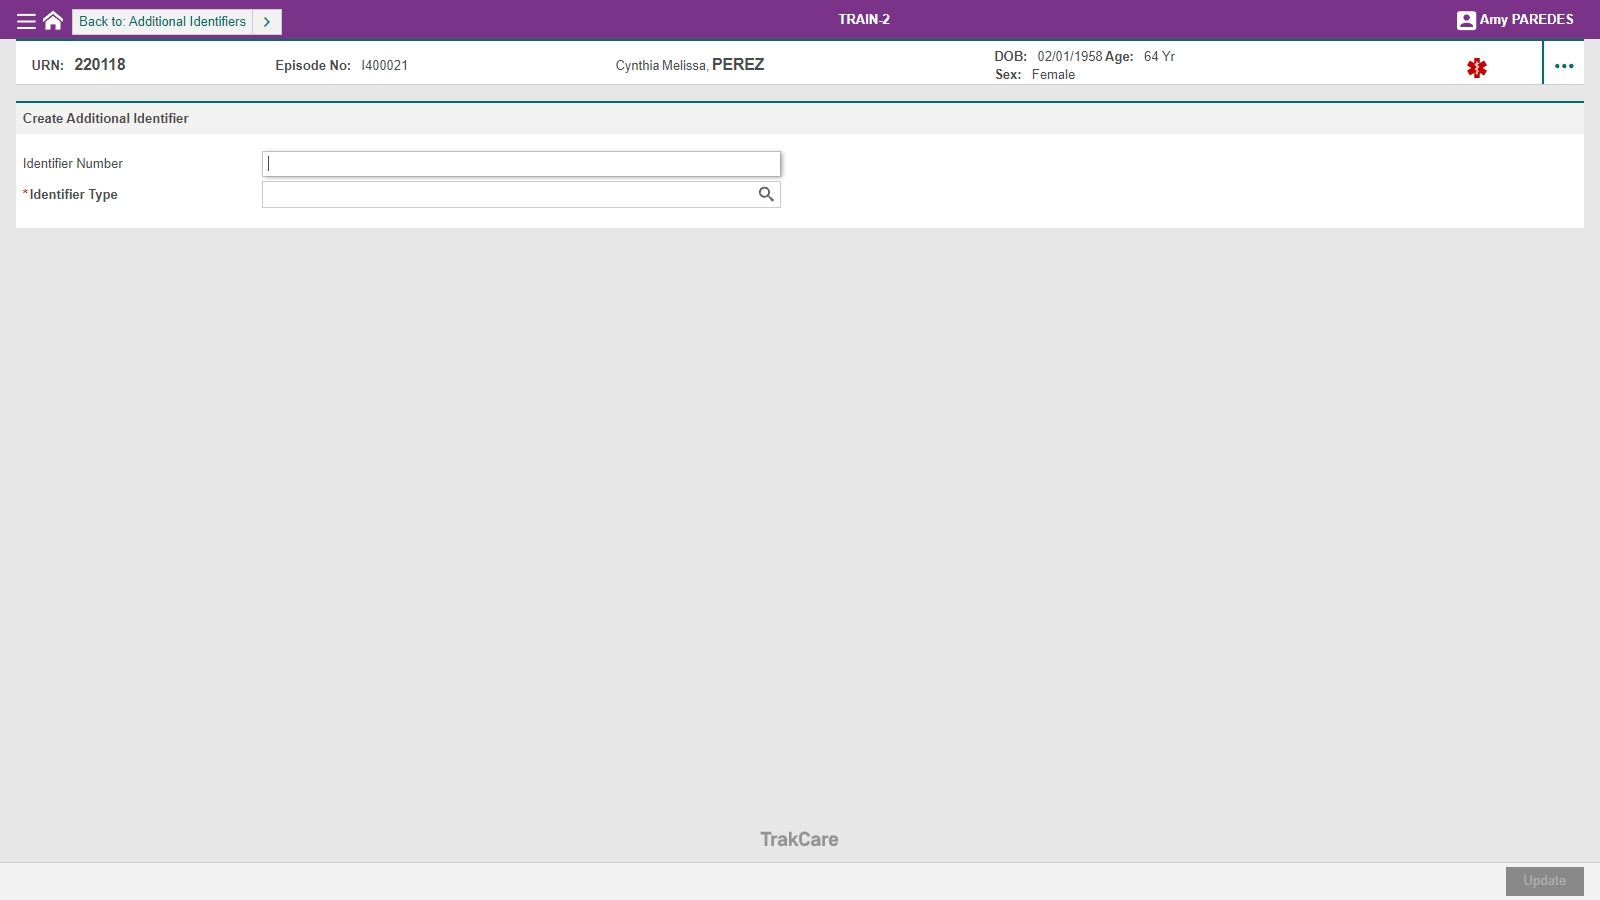 Back to: Additional Identifiers
TRAIN-2
Amy PAREDES
URN: 220118
Episode No: I400021
Cynthia Melissa, PEREZ
DOB: 02/01/1958 Age: 64 Yr
Sex: Female
Create Additional Identifier
Identifier Number
*Identifier Type
TrakCare
Update